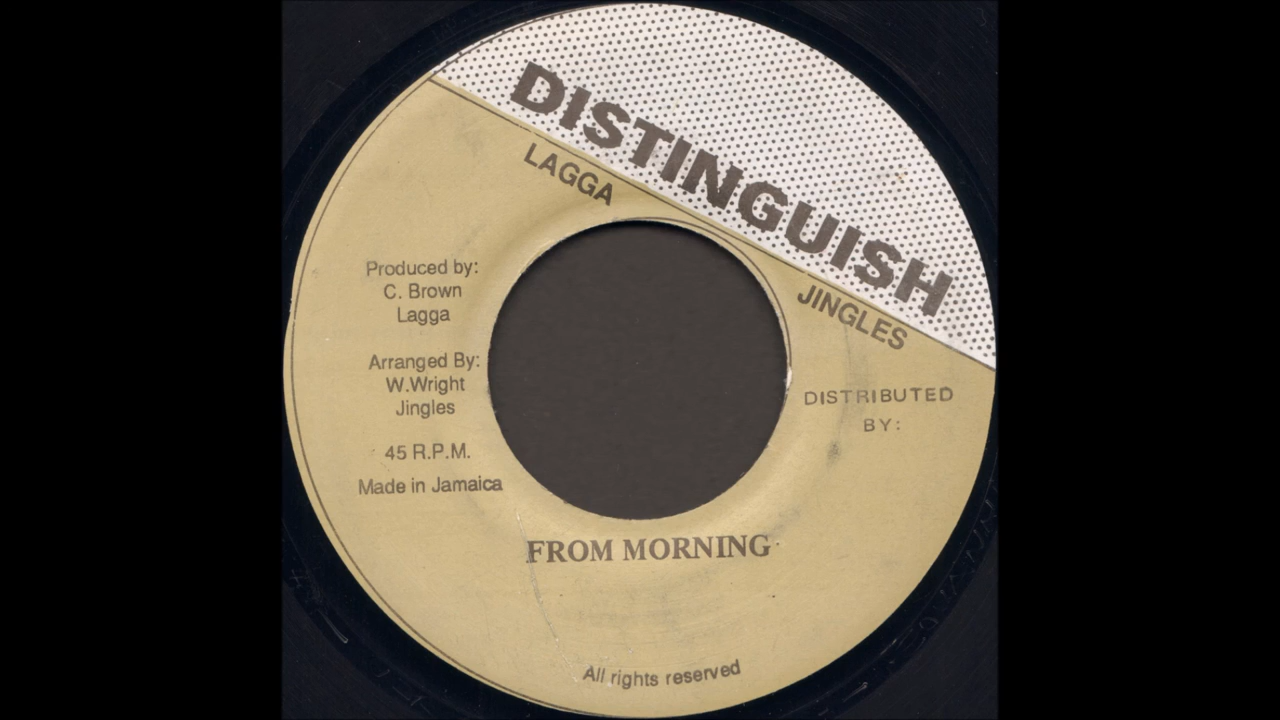 DISTINGUISH
LAGGA
JINGLES
Produced by:
C. Brown
Lagga
Arranged By:
W.Wright
Jingles
45 R.P.M.
Made in Jamaica
DISTRIBUTED
BY:
FROM MORNING
All rights reserved